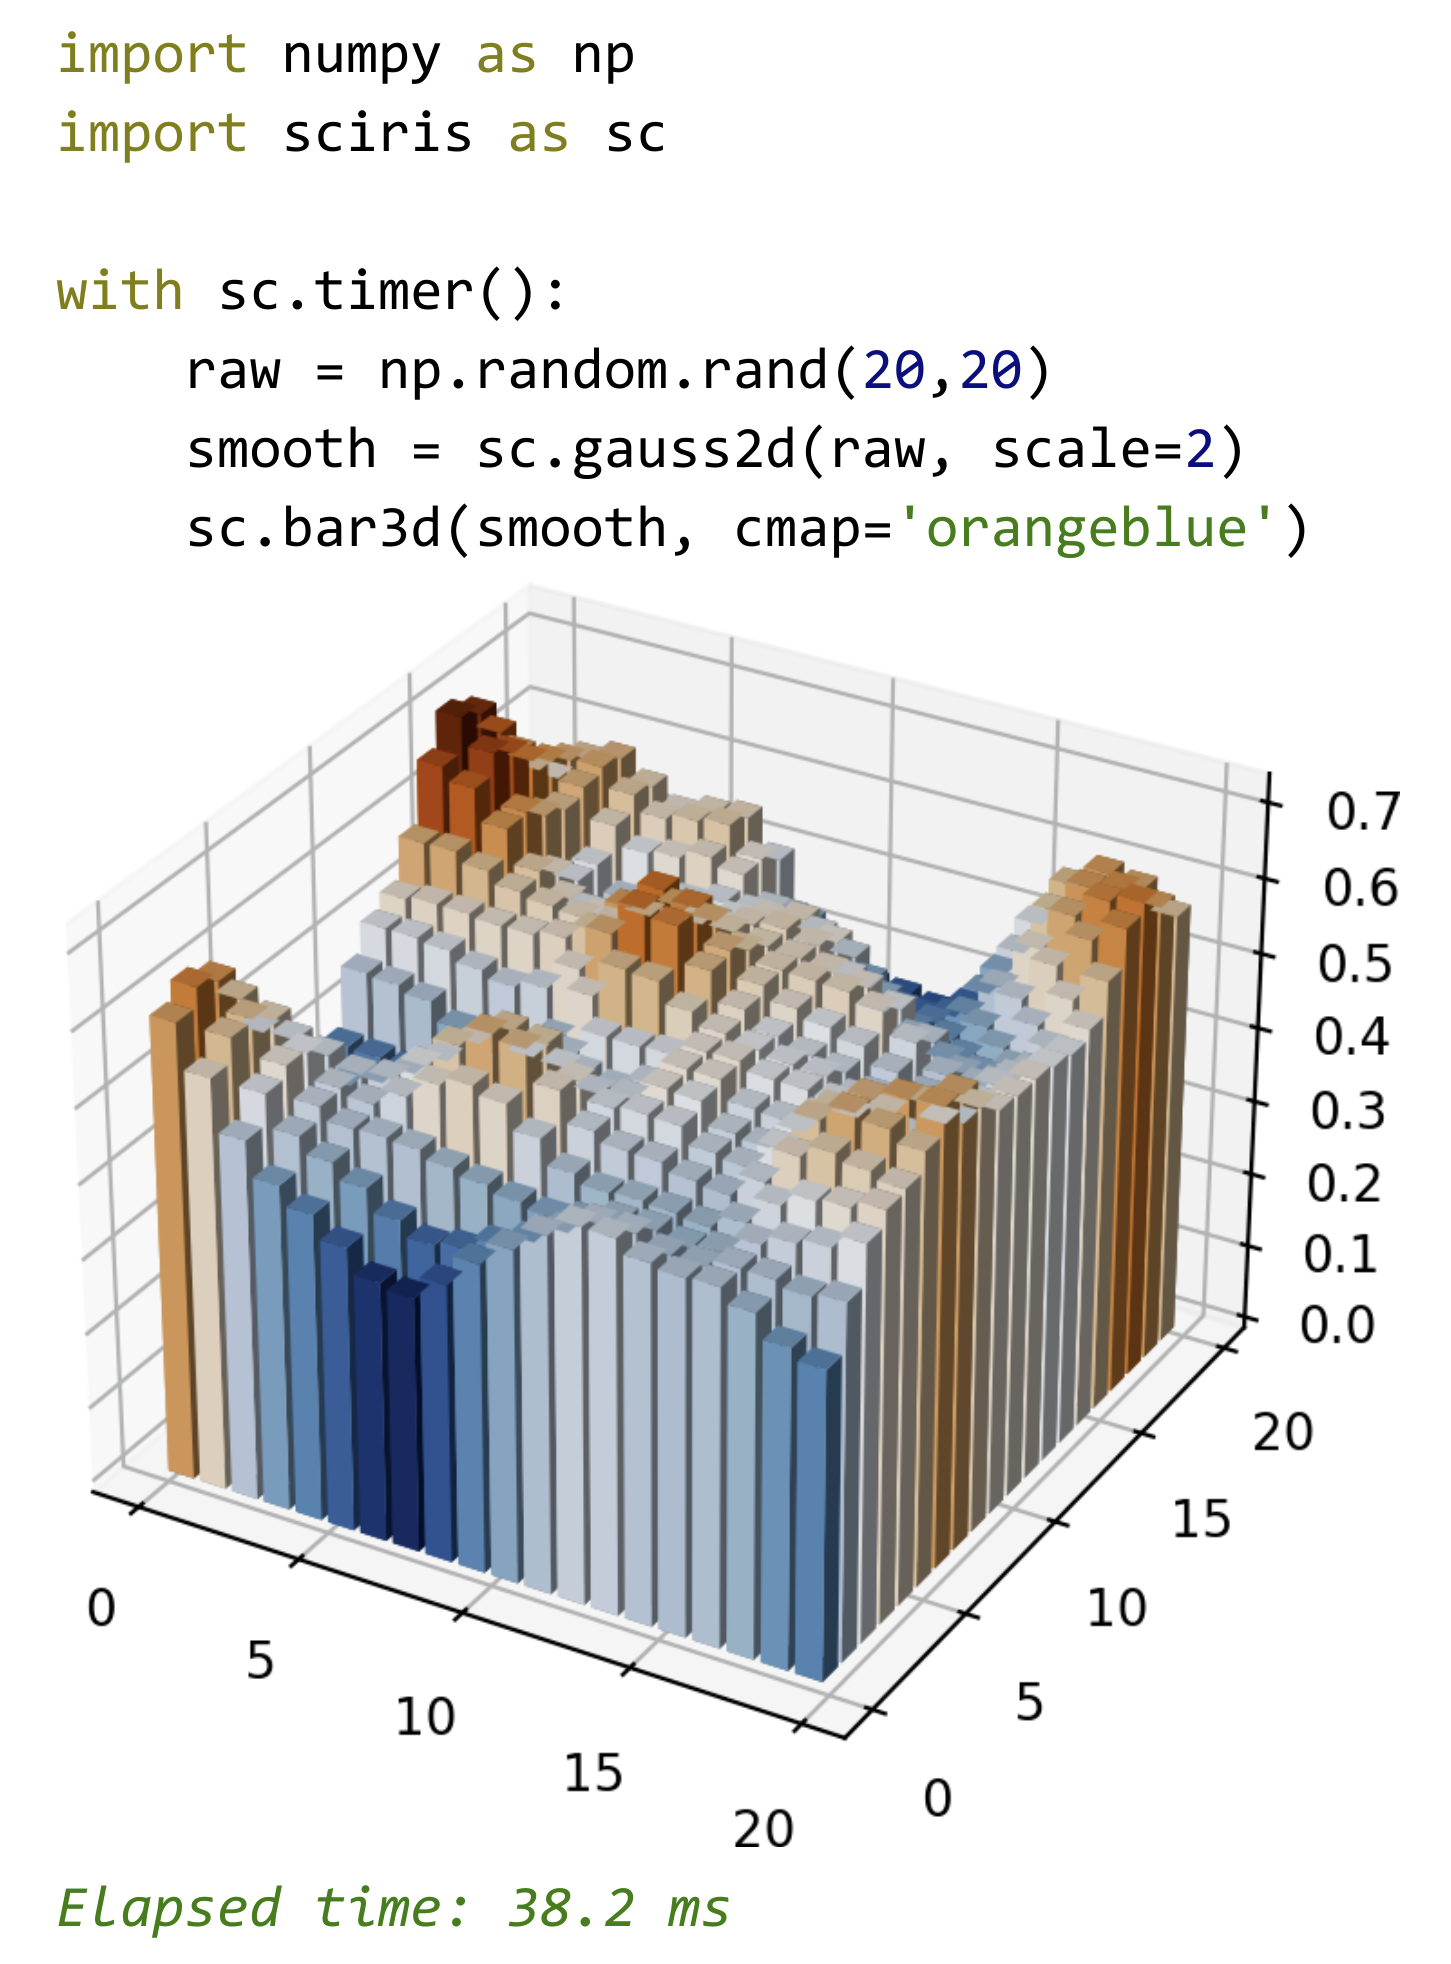 import numpy as np
import sciris as sc
with sc.timer():
    raw = np.random.rand(20,20)
    smooth = sc.gauss2d(raw, scale=2)
    sc.bar3d(smooth, cmap='orangeblue')
0.7
0.6
0.5
0.4
0.3
0.2
0.1
0.0
0
5
10
15
20
0
5
10
15
20
Elapsed time: 38.2 ms